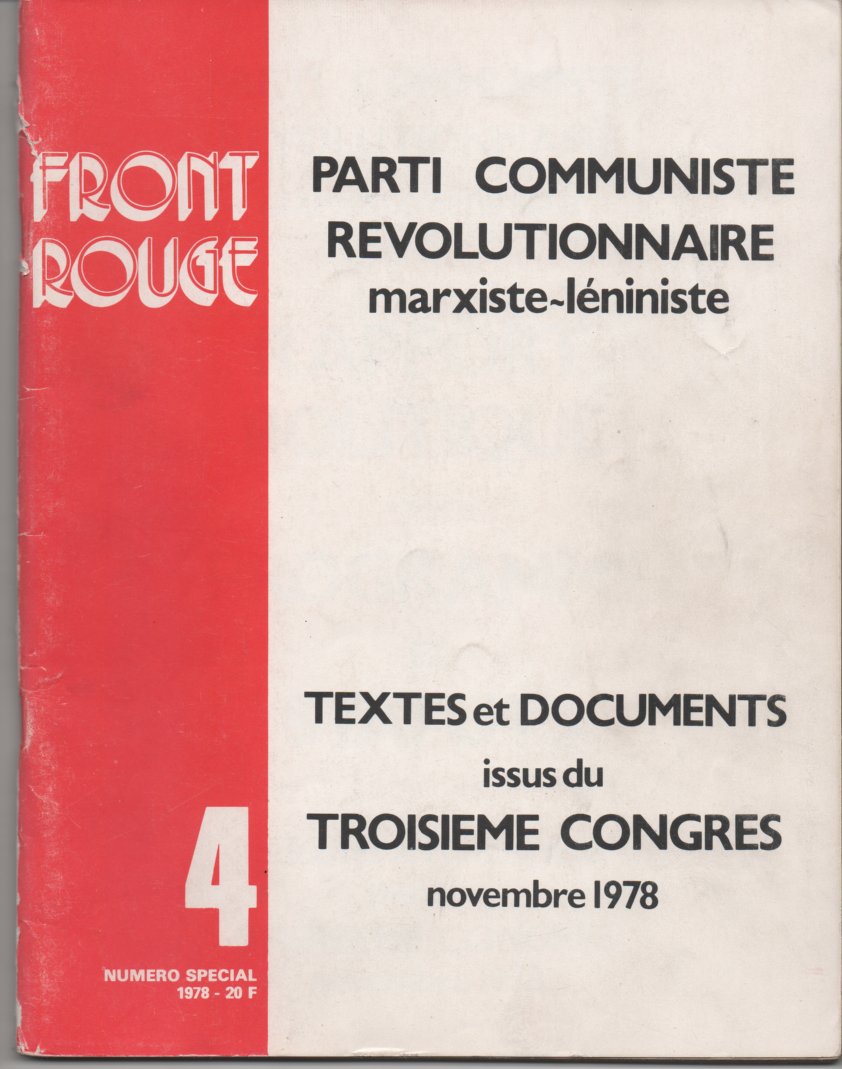 FRONT
ROUGE
PARTI COMMUNISTE
REVOLUTIONNAIRE
marxiste~léniniste
TEXTES et DOCUMENTS
issus du
TROISIEME CONGRES
novembre 1978
4
NUMERO SPECIAL
1978 - 20 F